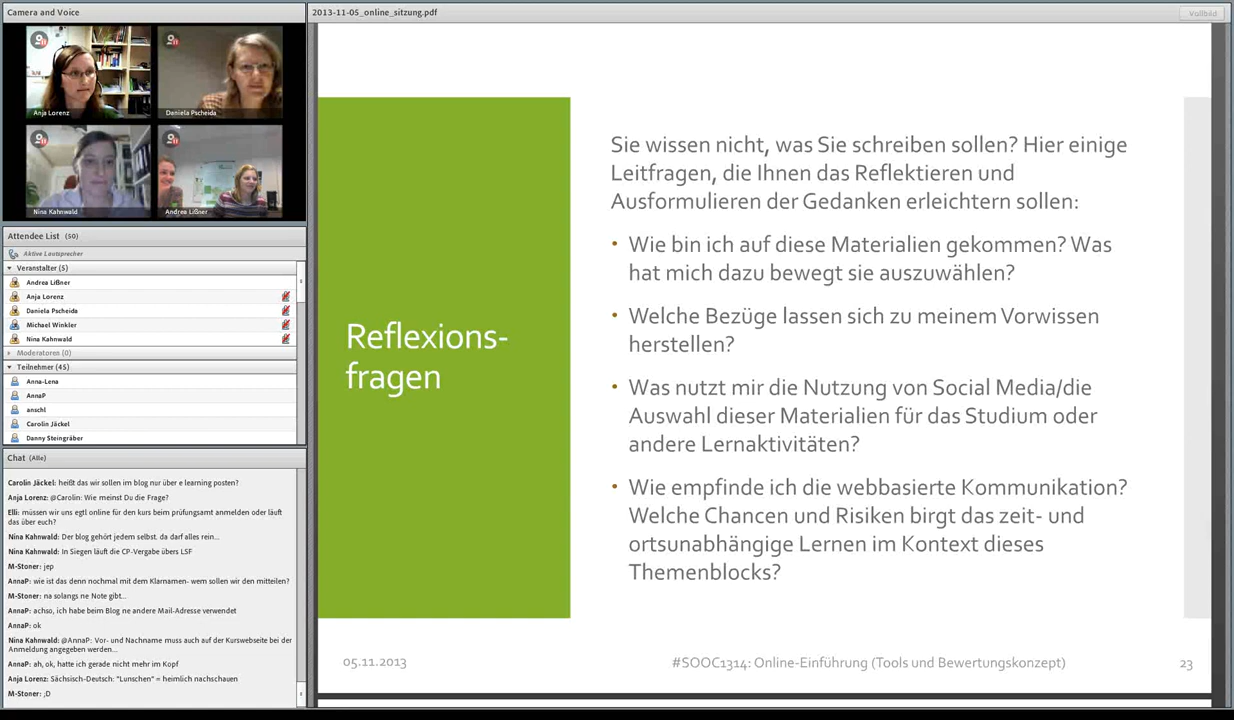 Camera and Voice
Anja Lorenz
Daniela Pscheida
Nina Kahnwald
Andrea Lißner
Attendee List (50)
Aktive Lautsprecher
Veranstalter (5)
Andrea Lißner
Anja Lorenz
Daniela Pscheida
Michael Winkler
Nina Kahnwald
Moderatoren (0)
Teilnehmer (45)
Anna-Lena
AnnaP
anschl
Carolin Jäckel
Danny Steingräber
Chat (Alle)
Carolin Jäckel: heißt das wir sollen im blog nur über e learning posten?
Anja Lorenz: @Carolin: Wie meinst Du die Frage?
Elli: müssen wir uns egtl online für den kurs beim prüfungsamt anmelden oder läuft
das über euch?
Nina Kahnwald: Der blog gehört jedem selbst. da darf alles rein...
Nina Kahnwald: In Siegen läuft die CP-Vergabe übers LSF
M-Stoner: jep
AnnaP: wie ist das denn nochmal mit dem Klarnamen- wem sollen wir den mitteilen?
M-Stoner: na solangs ne Note gibt...
AnnaP: achso, ich habe beim Blog ne andere Mail-Adresse verwendet
AnnaP: ok
Nina Kahnwald: @AnnaP: Vor- und Nachname muss auch auf der Kurswebseite bei der
Anmeldung angegeben werden...
AnnaP: ah, ok, hatte ich gerade nicht mehr im Kopf
Anja Lorenz: Sächsisch-Deutsch: "Lunschen" = heimlich nachschauen
M-Stoner: ;D
2013-11-05_online_sitzung.pdf
Vollbild
Reflexions-
fragen
Sie wissen nicht, was Sie schreiben sollen? Hier einige
Leitfragen, die Ihnen das Reflektieren und
Ausformulieren der Gedanken erleichtern sollen:
• Wie bin ich auf diese Materialien gekommen? Was
hat mich dazu bewegt sie auszuwählen?
• Welche Bezüge lassen sich zu meinem Vorwissen
herstellen?
• Was nutzt mir die Nutzung von Social Media/die
Auswahl dieser Materialien für das Studium oder
andere Lernaktivitäten?
• Wie empfinde ich die webbasierte Kommunikation?
Welche Chancen und Risiken birgt das zeit- und
ortsunabhängige Lernen im Kontext dieses
Themenblocks?
05.11.2013
#SOOC1314: Online-Einführung (Tools und Bewertungskonzept)
23